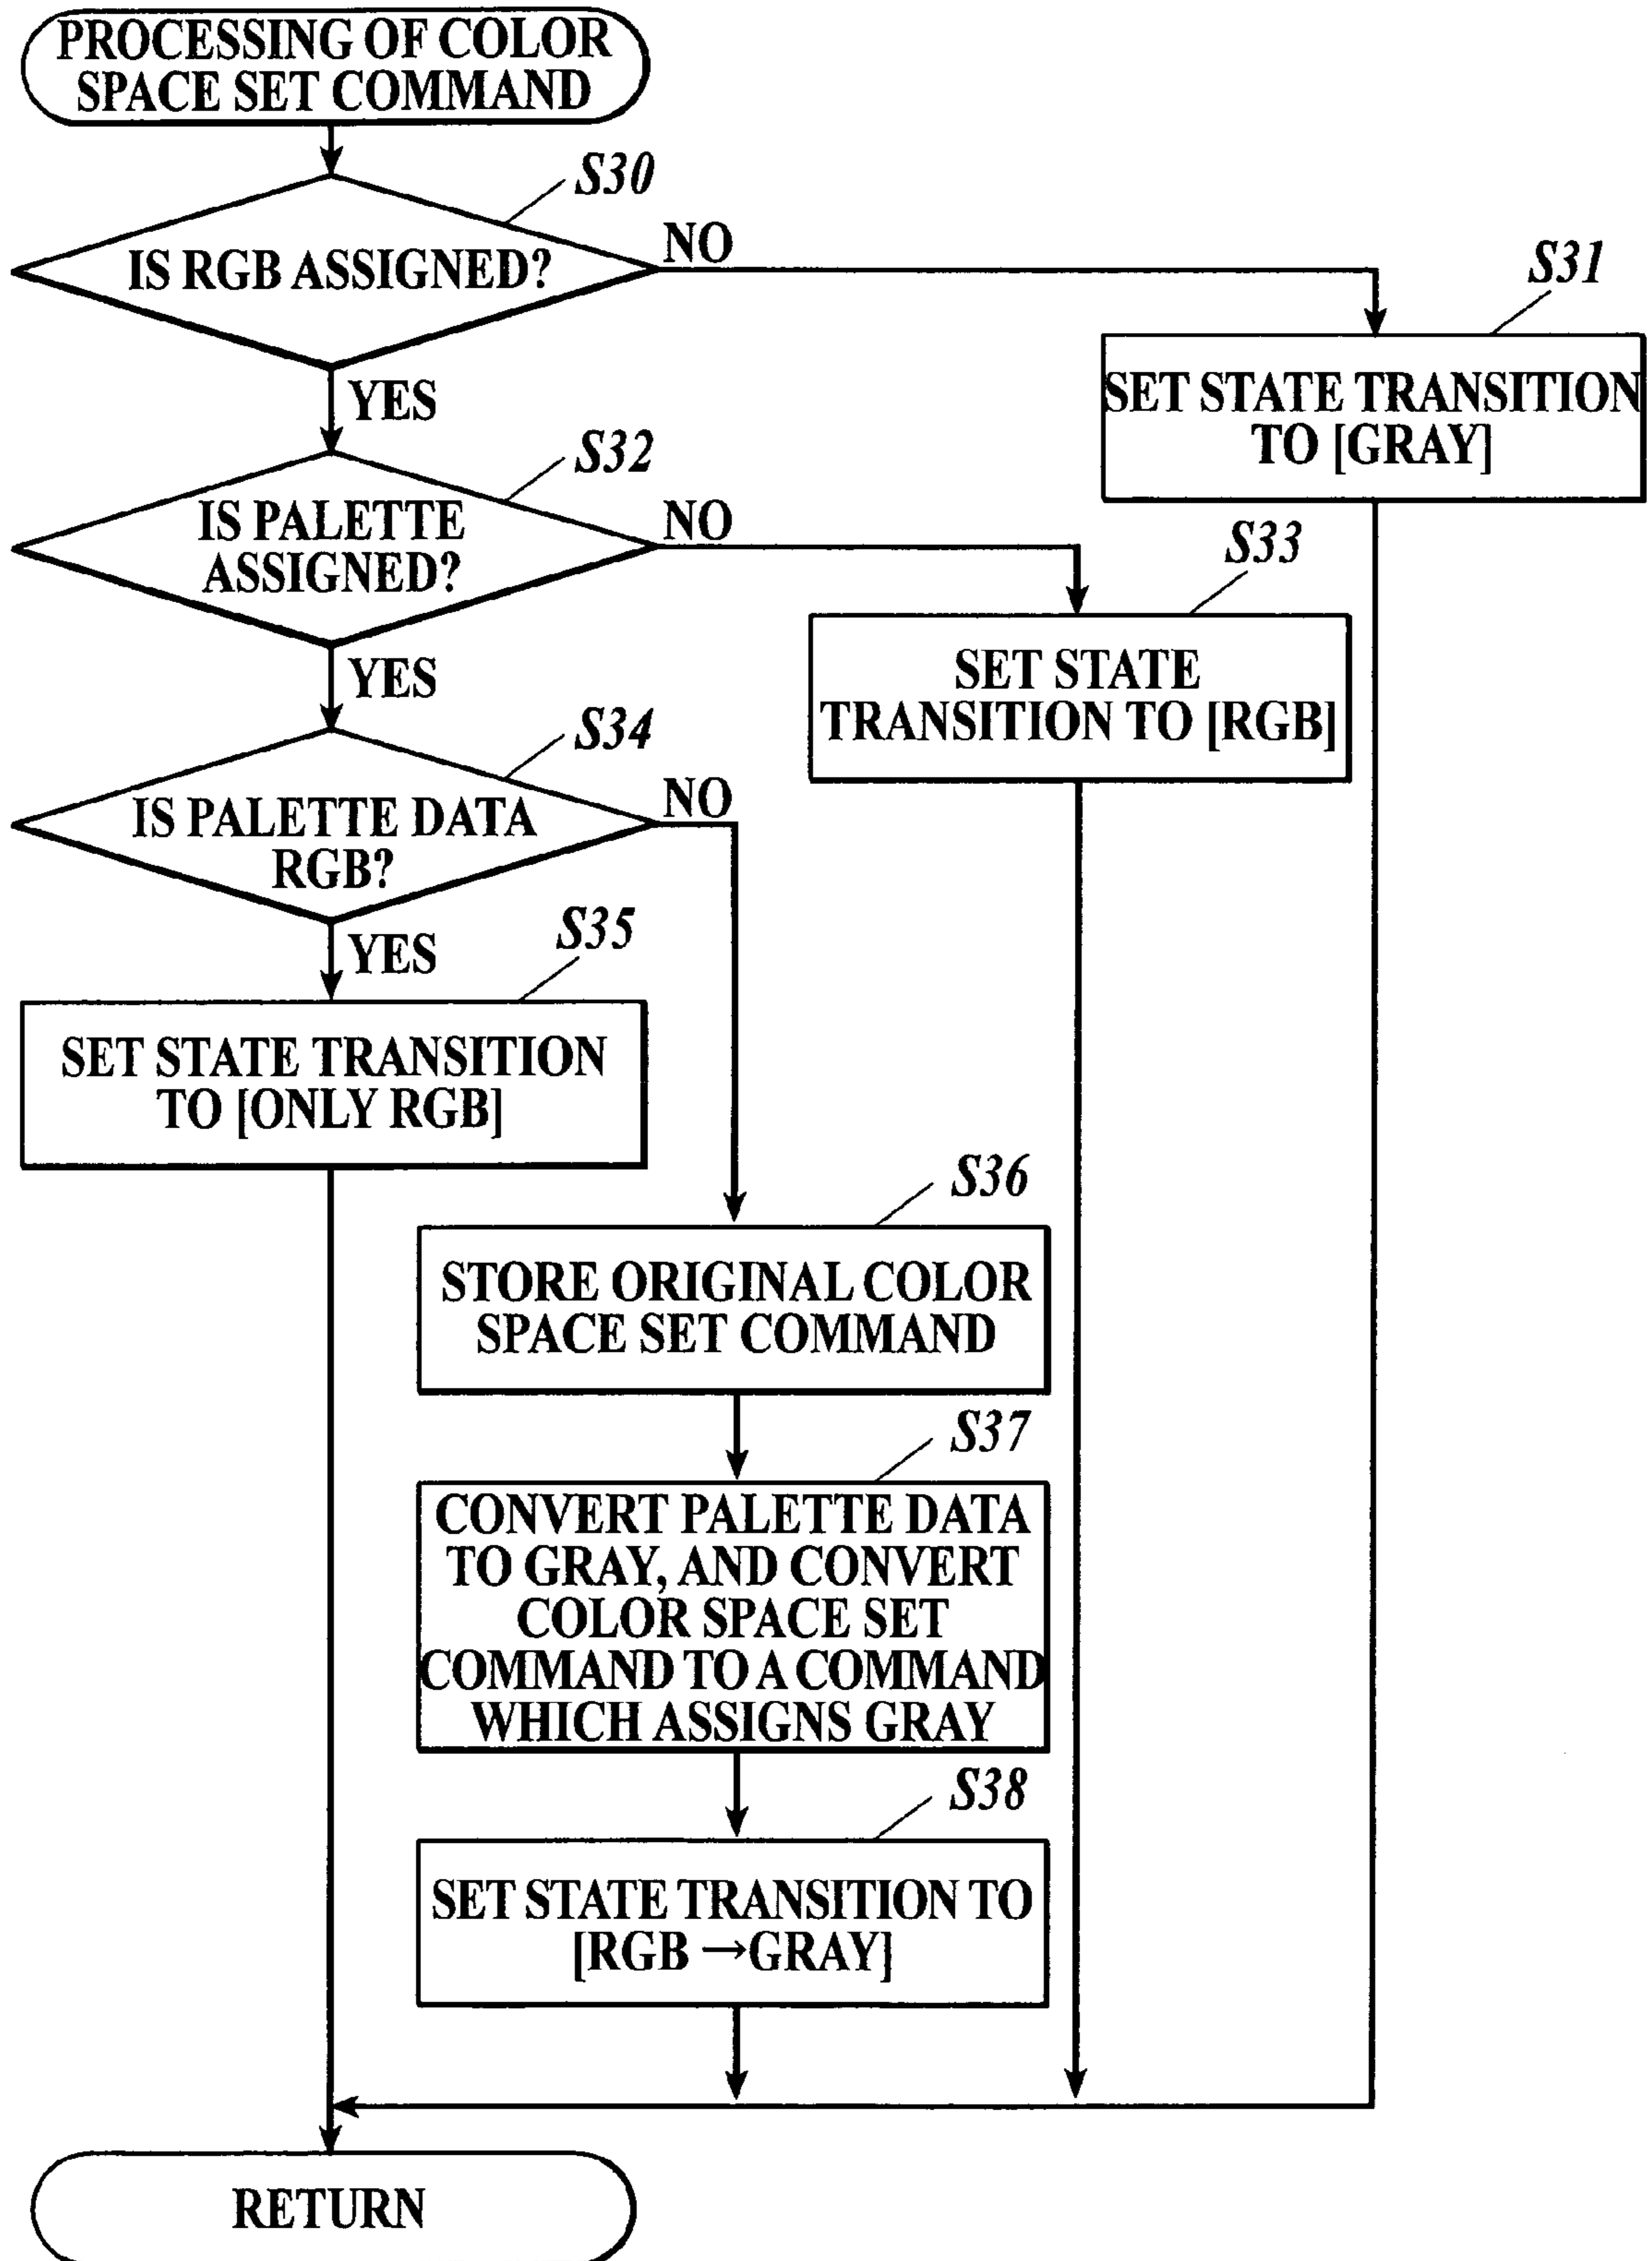 PROCESSING OF COLOR
SPACE SET COMMAND
S30
IS RGB ASSIGNED?
NO
S31
SET STATE TRANSITION
TO [GRAY]
YES
S32
IS PALETTE
ASSIGNED?
NO
S33
SET STATE
TRANSITION TO [RGB]
YES
S34
IS PALETTE DATA
RGB?
NO
YES
S35
SET STATE TRANSITION
TO [ONLY RGB]
S36
STORE ORIGINAL COLOR
SPACE SET COMMAND
S37
CONVERT PALETTE DATA
TO GRAY, AND CONVERT
COLOR SPACE SET
COMMAND TO A COMMAND
WHICH ASSIGNS GRAY
S38
SET STATE TRANSITION TO
[RGB →GRAY]
RETURN